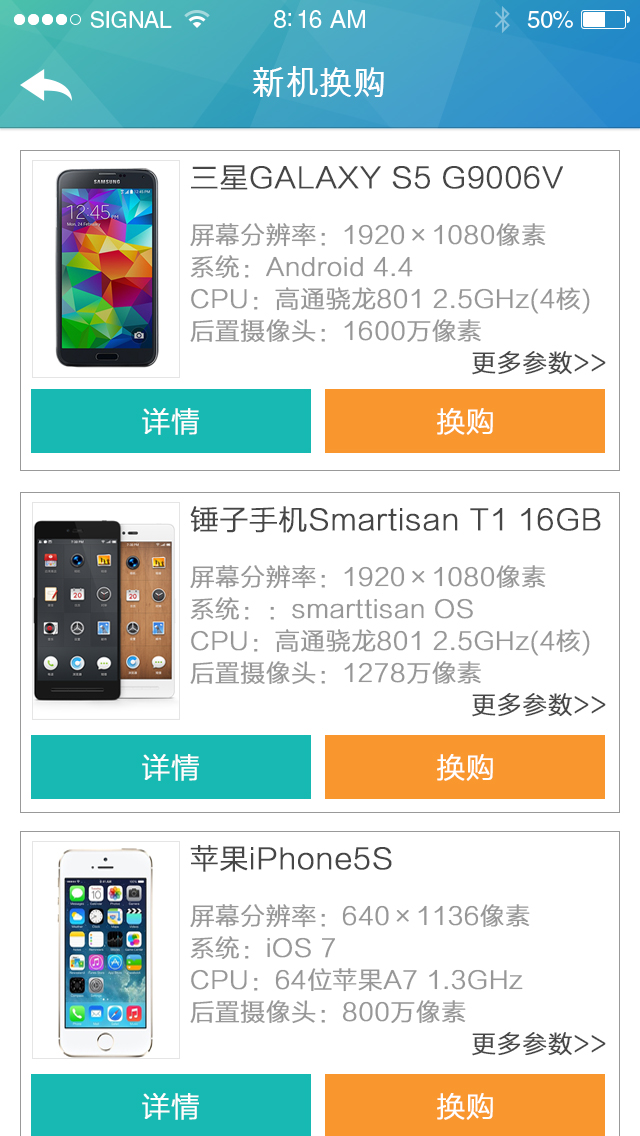 SIGNAL 8:16 AM 50%
新机换购
SAMSUNG
12:45PM
三星GALAXY S5 G9006V
屏幕分辨率：1920×1080像素
系统：Android 4.4
CPU：高通骁龙801 2.5GHz(4核)
后置摄像头：1600万像素
更多参数>>
详情 换购
锤子手机Smartisan T1 16GB
屏幕分辨率：1920×1080像素
系统：：smarttisan OS
CPU：高通骁龙801 2.5GHz(4核)
后置摄像头：1278万像素
更多参数>>
详情 换购
苹果iPhone5S
屏幕分辨率：640×1136像素
系统：iOS 7
CPU：64位苹果A7 1.3GHz
后置摄像头：800万像素
更多参数>>
详情 换购